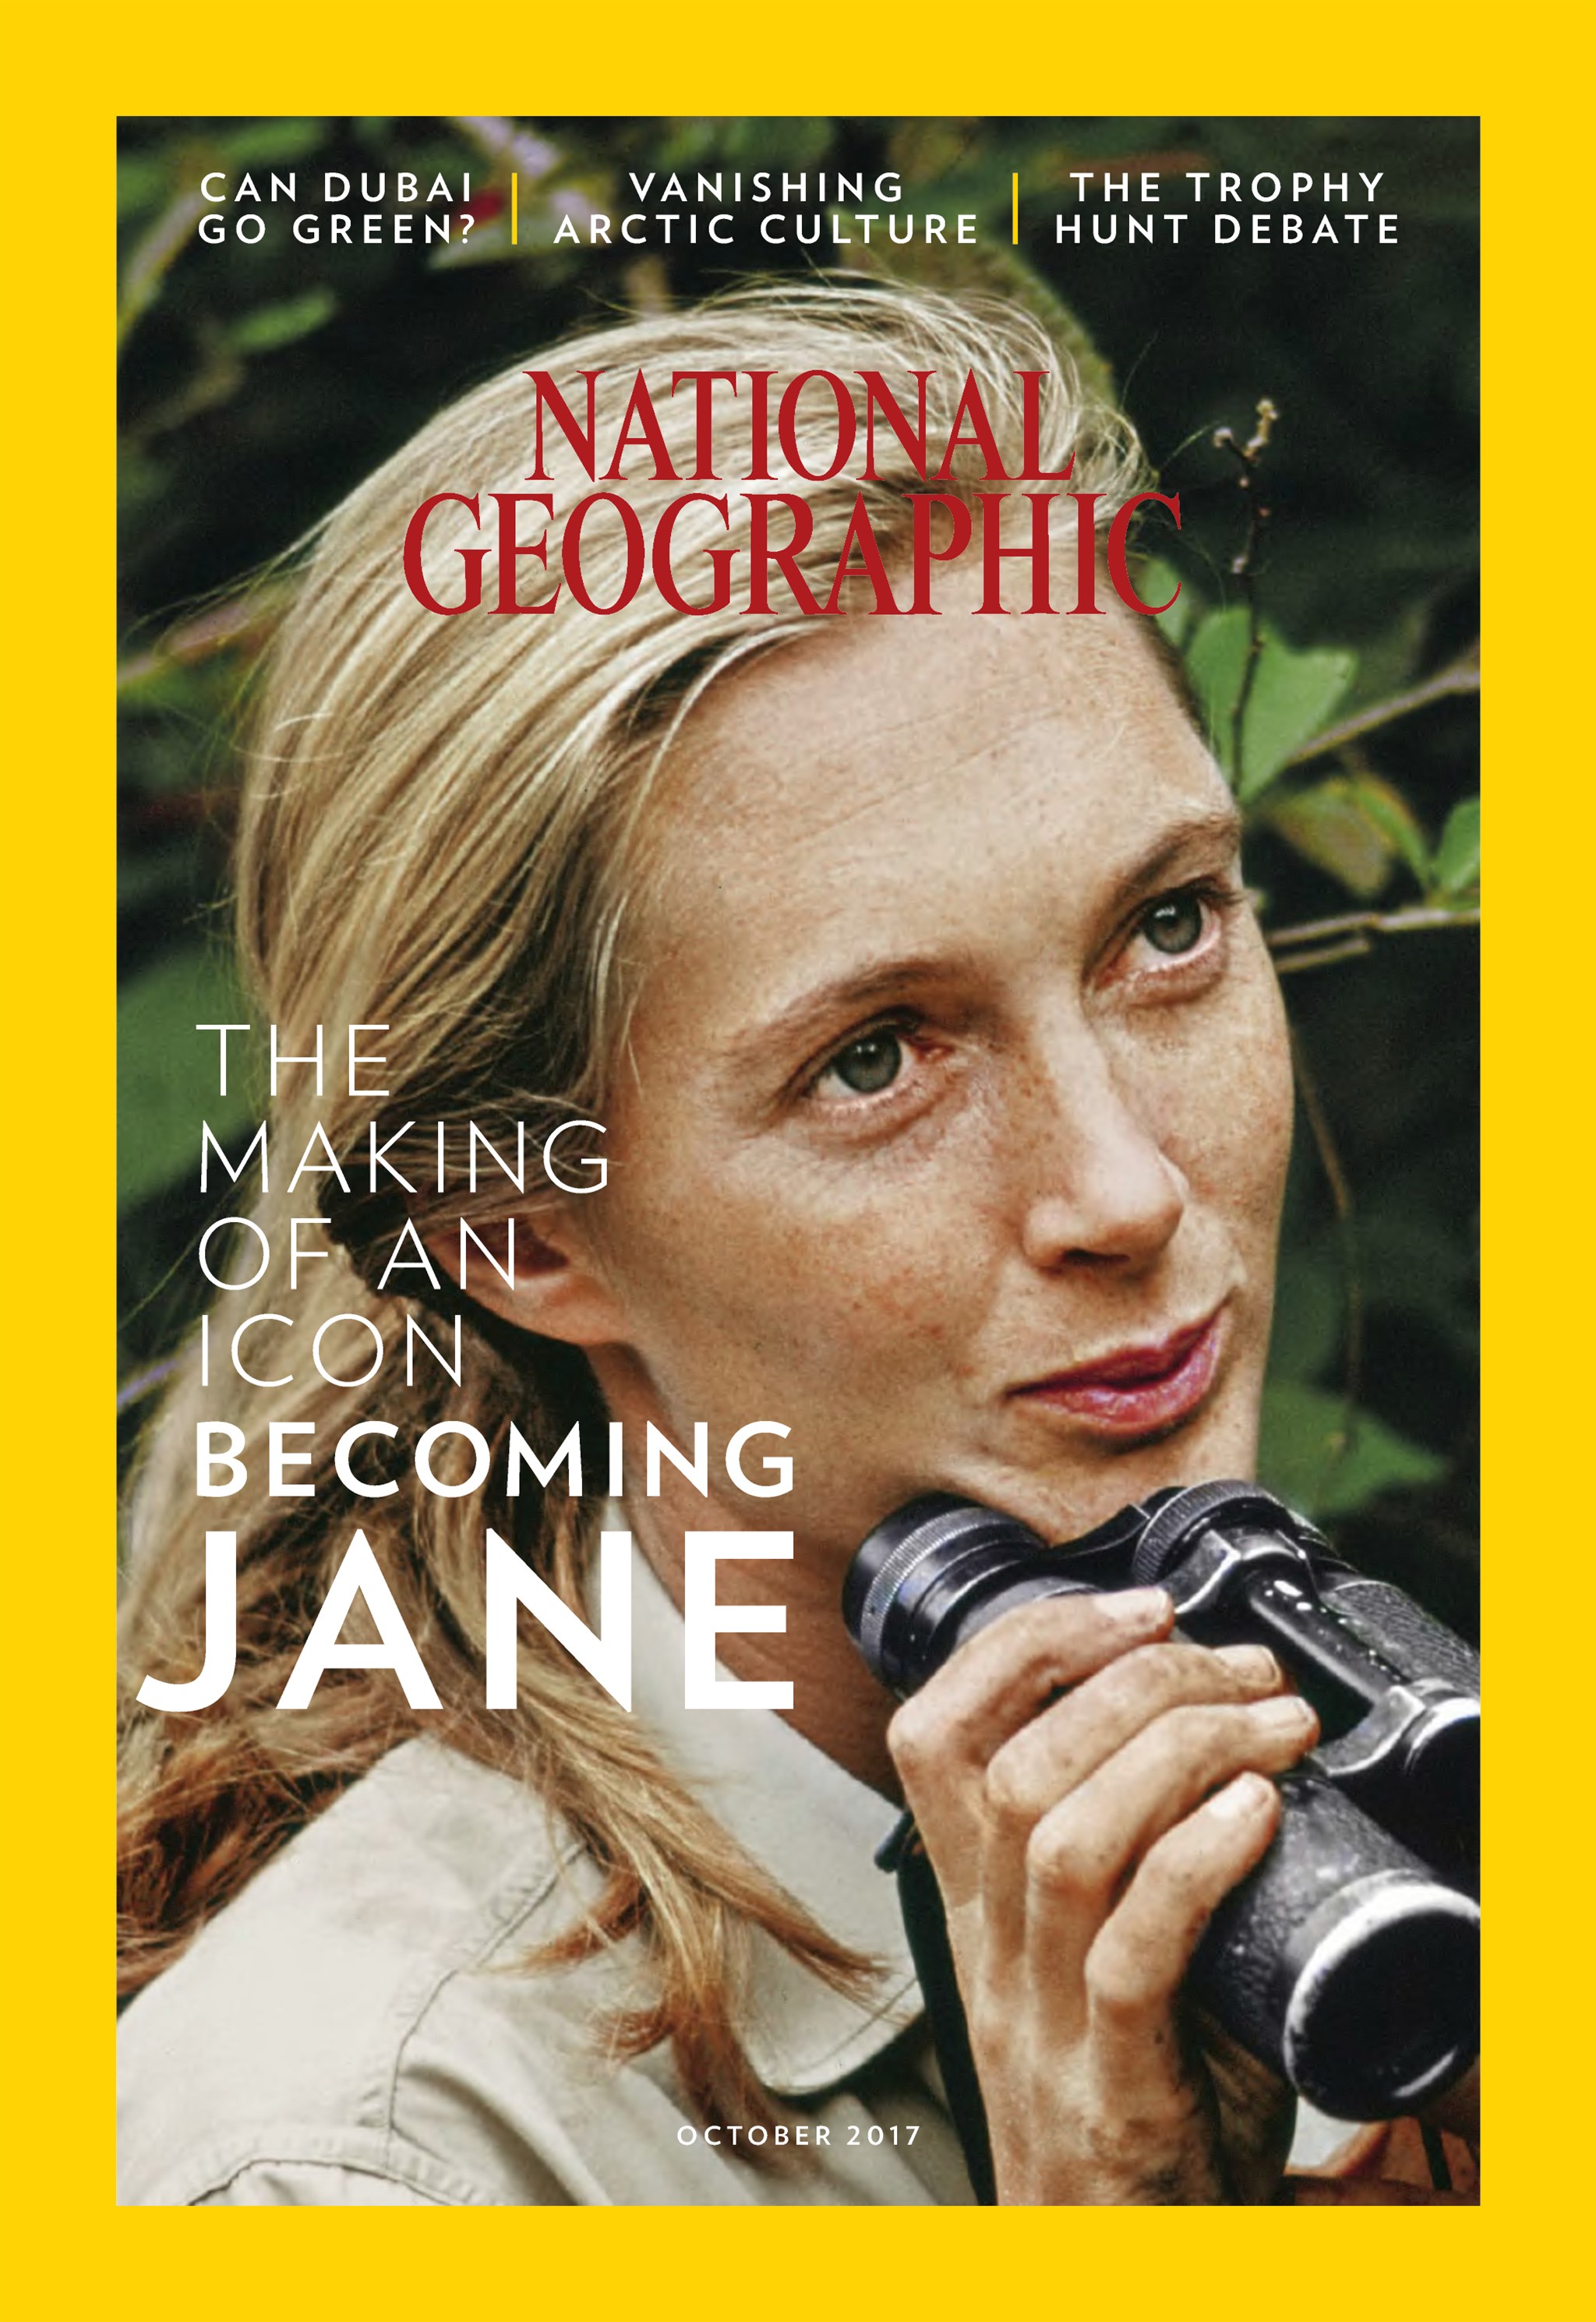 CAN DUBAI
GO GREEN?
VANISHING
ARCTIC CULTURE
THE TROPHY
HUNT DEBATE
NATIONAL
GEOGRAPHIC
THE
MAKING
OF AN
ICON
BECOMING
JANE
OCTOBER 2017